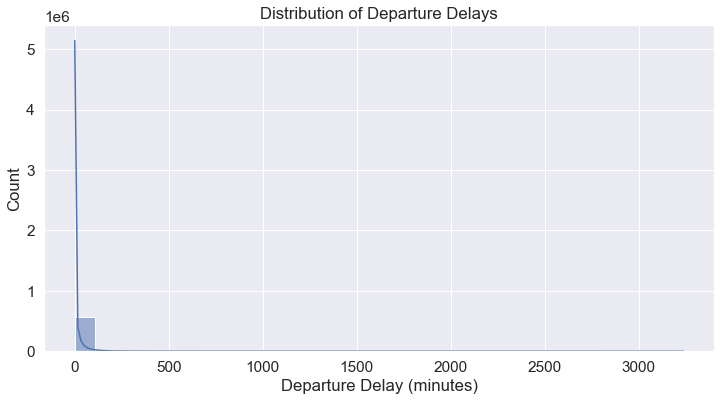 Distribution of Departure Delays
1e6
5
4
3
2
1
0
Count
0 500 1000 1500 2000 2500 3000
Departure Delay (minutes)